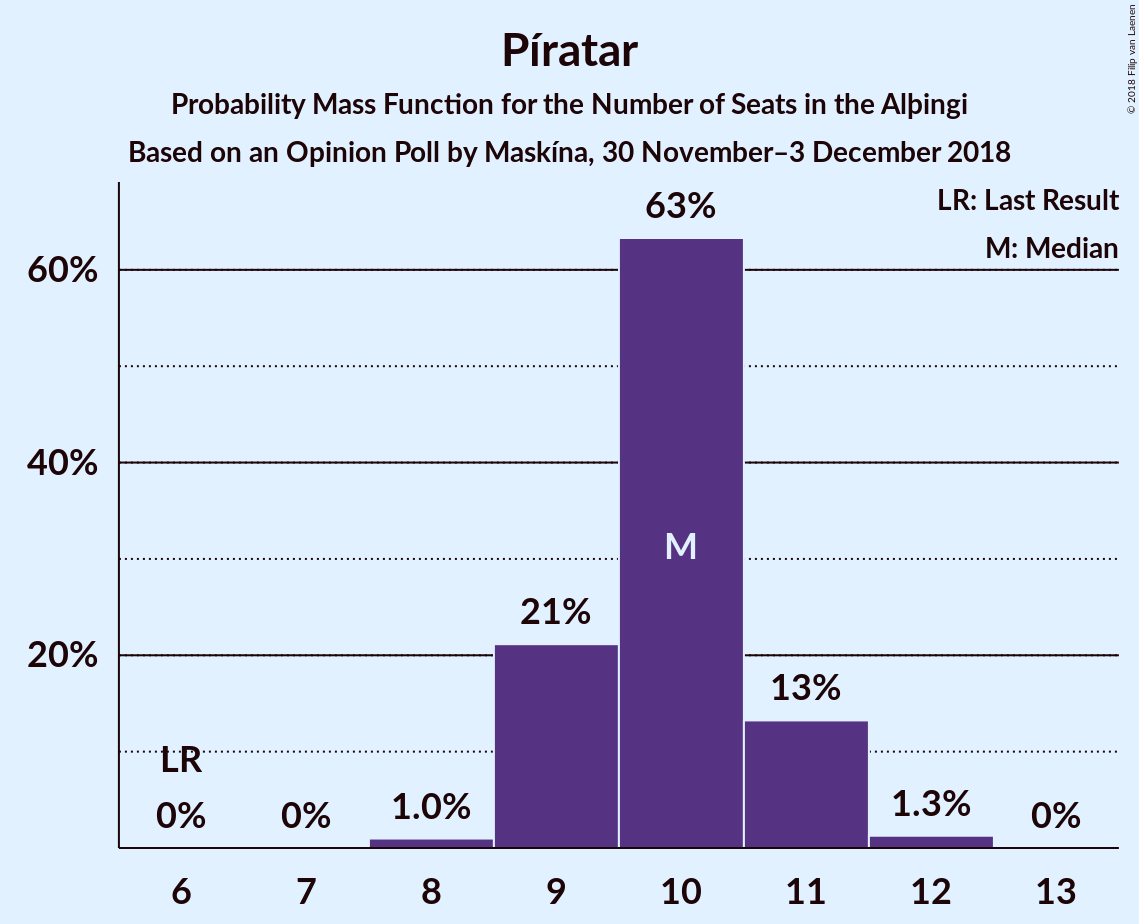 Píratar
Probability Mass Function for the Number of Seats in the Alþingi
Based on an Opinion Poll by Maskína, 30 November–3 December 2018
© 2018 Filip van Laenen
LR: Last Result
M: Median
60%
40%
20%
LR
0%
0%
1.0%
21%
63%
M
13%
1.3%
0%
6 7 8 9 10 11 12 13